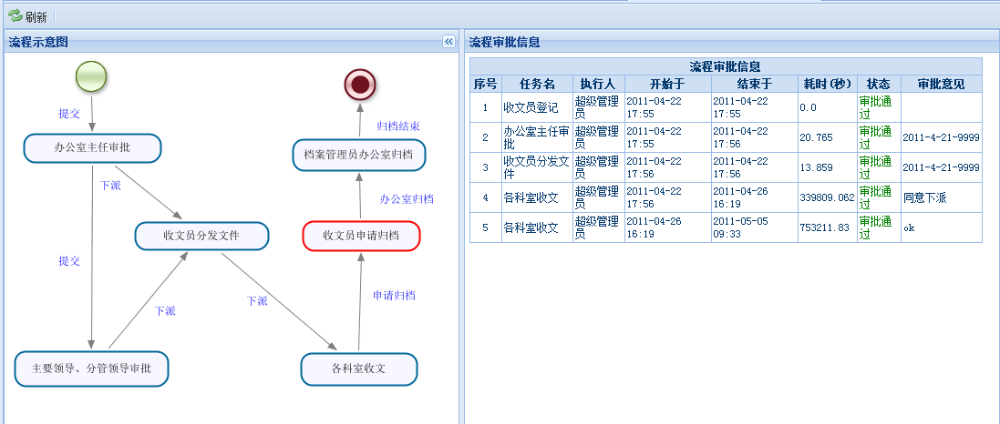 刷新
流程示意图
提交
办公室主任审批
下派
收文员分发文件
提交
下派
下派
主要领导、分管领导审批
各科室收文
申请归档
收文员申请归档
办公室归档
档案管理员办公室归档
归档结束
流程审批信息
流程审批信息
序号 任务名 执行人 开始于 结束于 耗时(秒) 状态 审批意见
1 收文员登记 超级管理员 2011-04-22 17:55 2011-04-22 17:55 0.0 审批通过
2 办公室主任审批 超级管理员 2011-04-22 17:55 2011-04-22 17:56 20.765 审批通过 2011-4-21-9999
3 收文员分发文件 超级管理员 2011-04-22 17:56 2011-04-22 17:56 13.859 审批通过 2011-4-21-9999
4 各科室收文 超级管理员 2011-04-22 17:56 2011-04-26 16:19 339809.062 审批通过 同意下派
5 各科室收文 超级管理员 2011-04-26 16:19 2011-05-05 09:33 753211.83 审批通过 ok